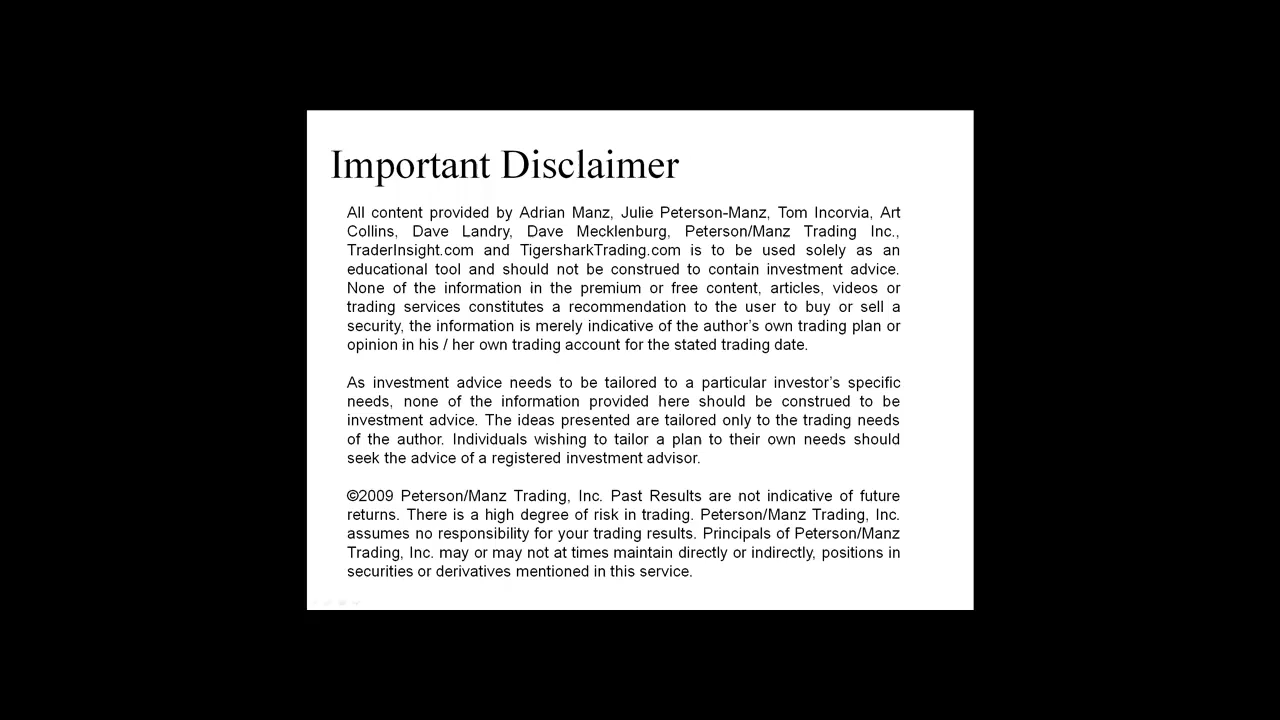 Important Disclaimer
All content provided by Adrian Manz, Julie Peterson-Manz, Tom Incorvia, Art
Collins, Dave Landry, Dave Mecklenburg, Peterson/Manz Trading Inc.,
TraderInsight.com and TigersharkTrading.com is to be used solely as an
educational tool and should not be construed to contain investment advice.
None of the information in the premium or free content, articles, videos or
trading services constitutes a recommendation to the user to buy or sell a
security, the information is merely indicative of the author’s own trading plan or
opinion in his / her own trading account for the stated trading date.
As investment advice needs to be tailored to a particular investor’s specific
needs, none of the information provided here should be construed to be
investment advice. The ideas presented are tailored only to the trading needs
of the author. Individuals wishing to tailor a plan to their own needs should
seek the advice of a registered investment advisor.
©2009 Peterson/Manz Trading, Inc. Past Results are not indicative of future
returns. There is a high degree of risk in trading. Peterson/Manz Trading, Inc.
assumes no responsibility for your trading results. Principals of Peterson/Manz
Trading, Inc. may or may not at times maintain directly or indirectly, positions in
securities or derivatives mentioned in this service.